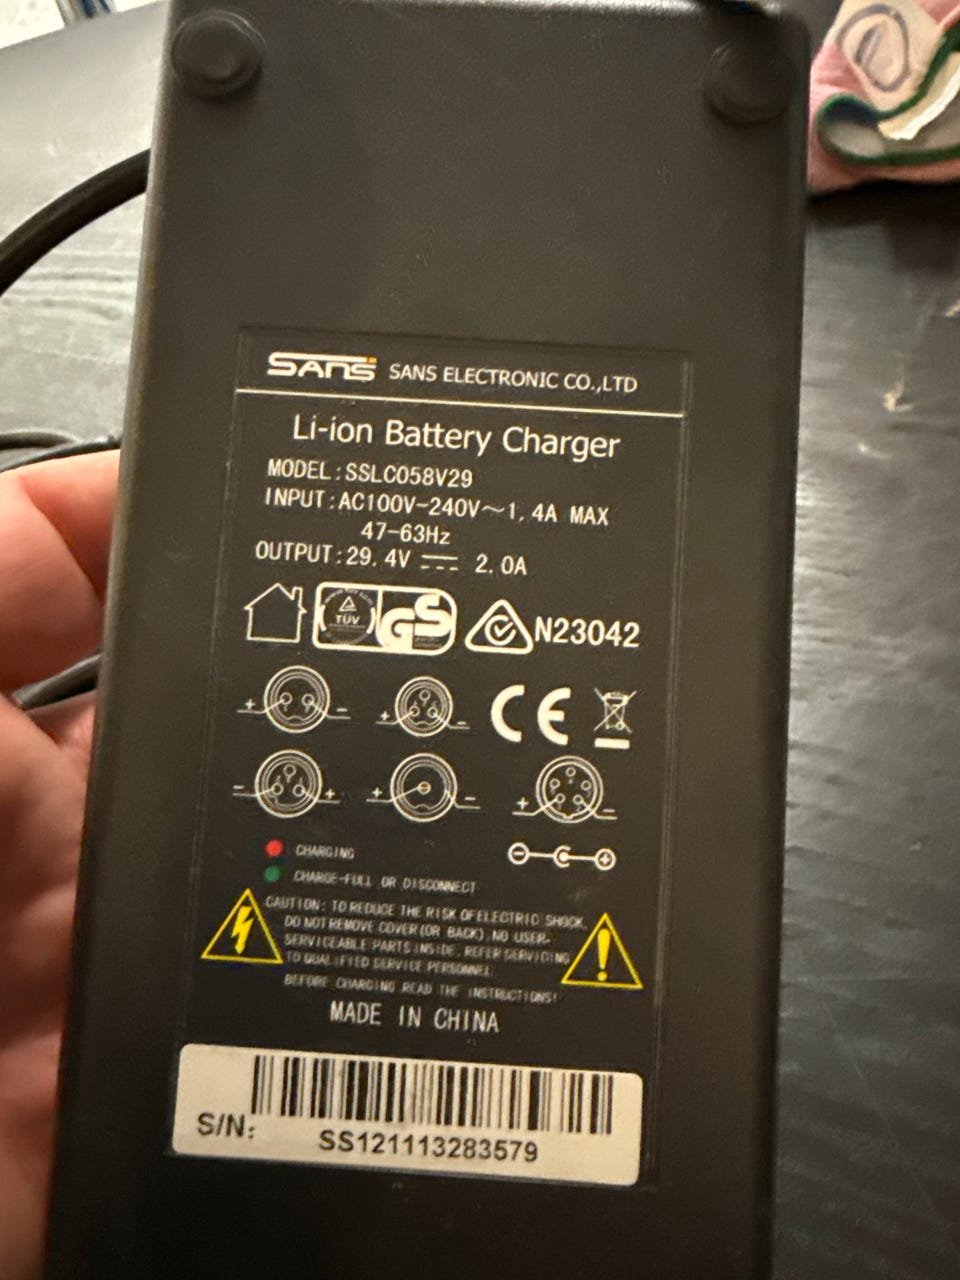 SANS SANS ELECTRONIC CO.,LTD
Li-ion Battery Charger
MODEL:SSLC058V29
INPUT:AC100V-240V~1.4A MAX
47-63Hz
OUTPUT:29.4V 2.0A
TÜV GS N23042
+ - + - CE
- + + - + -
CHARGING - C +
CHARGE-FULL OR DISCONNECT
CAUTION: TO REDUCE THE RISK OF ELECTRIC SHOCK,
DO NOT REMOVE COVER(OR BACK).NO USER-
SERVICEABLE PARTS INSIDE. REFER SERVICING
TO QUALIFIED SERVICE PERSONNEL
BEFORE CHARGING READ THE INSTRUCTIONS!
MADE IN CHINA
S/N: SS121113283579